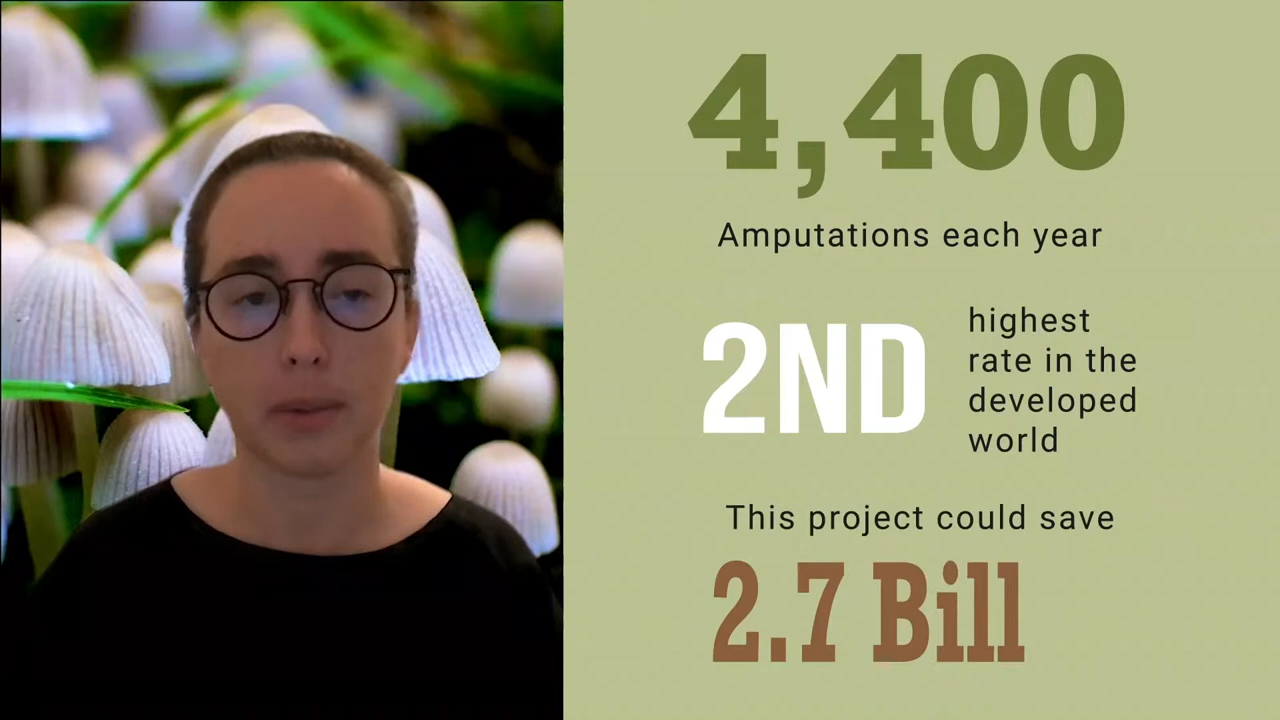 4,400
Amputations each year
2ND
highest
rate in the
developed
world
This project could save
2.7 Bill